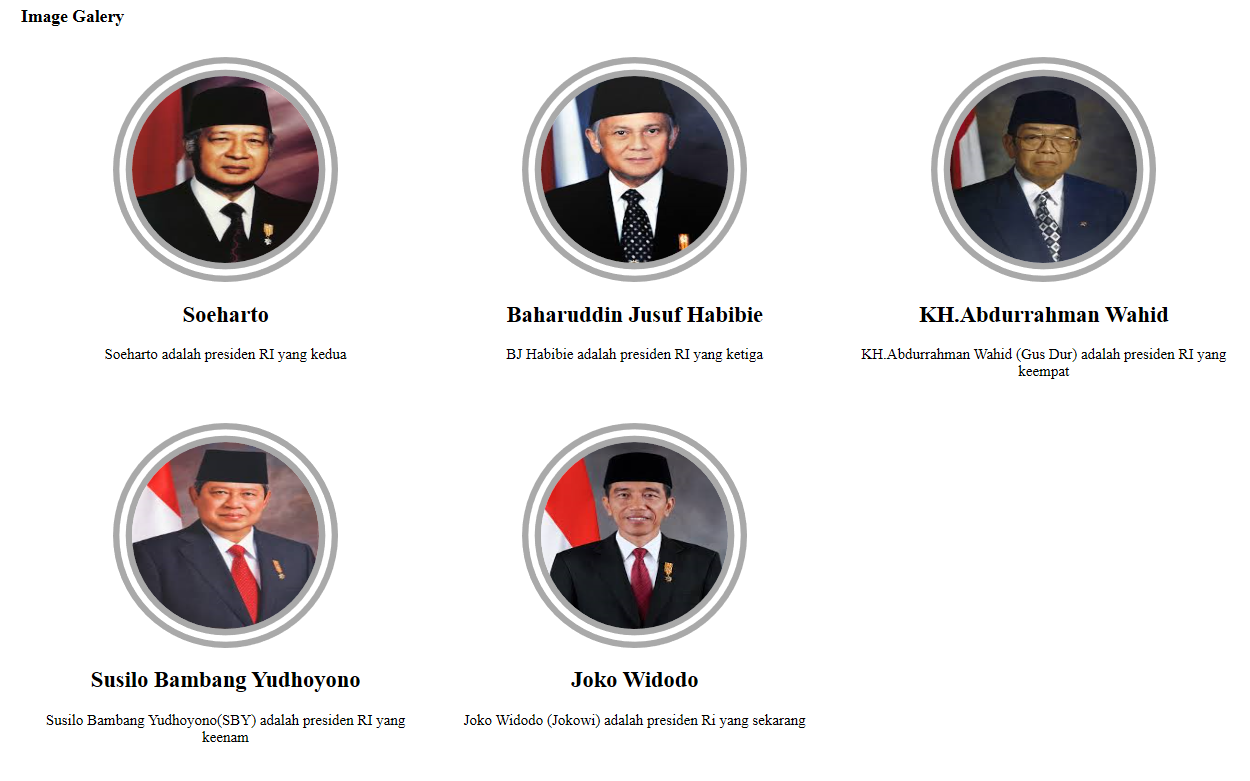 Image Galery
Soeharto
Soeharto adalah presiden RI yang kedua
Baharuddin Jusuf Habibie
BJ Habibie adalah presiden RI yang ketiga
KH.Abdurrahman Wahid
KH.Abdurrahman Wahid (Gus Dur) adalah presiden RI yang
keempat
Susilo Bambang Yudhoyono
Susilo Bambang Yudhoyono(SBY) adalah presiden RI yang
keenam
Joko Widodo
Joko Widodo (Jokowi) adalah presiden Ri yang sekarang